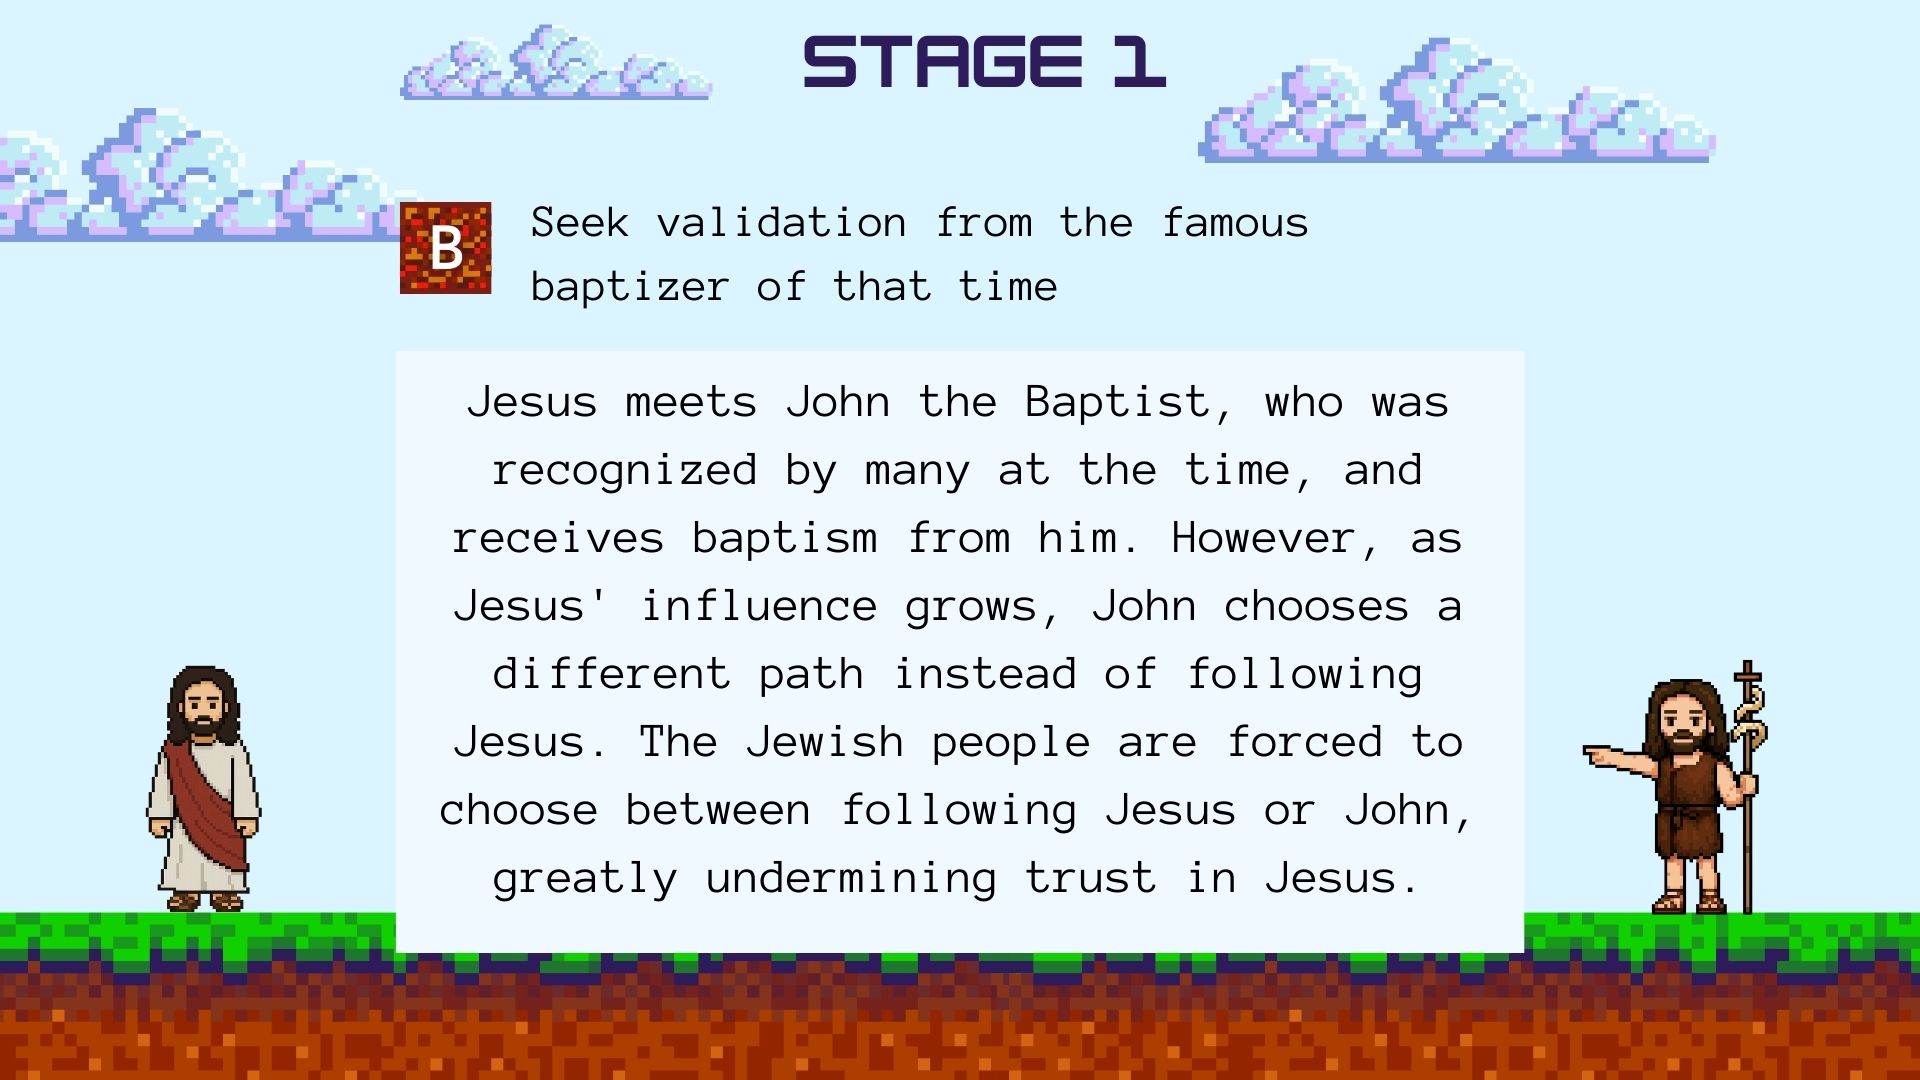 STAGE 1
B
Seek validation from the famous
baptizer of that time
Jesus meets John the Baptist, who was
recognized by many at the time, and
receives baptism from him. However, as
Jesus' influence grows, John chooses a
different path instead of following
Jesus. The Jewish people are forced to
choose between following Jesus or John,
greatly undermining trust in Jesus.